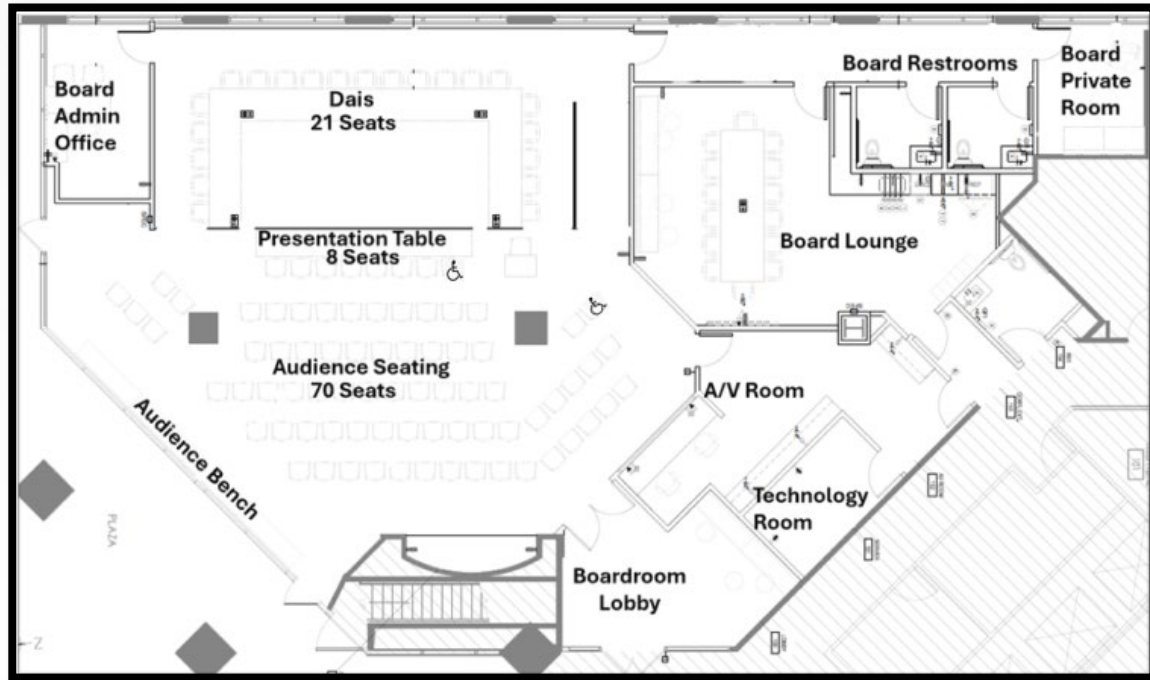 Board
Admin
Office
Dais
21 Seats
Board Restrooms
Board
Private
Room
Presentation Table
8 Seats
Board Lounge
Audience Seating
70 Seats
A/V Room
Audience Bench
Technology
Room
PLAZA
Boardroom
Lobby
Z